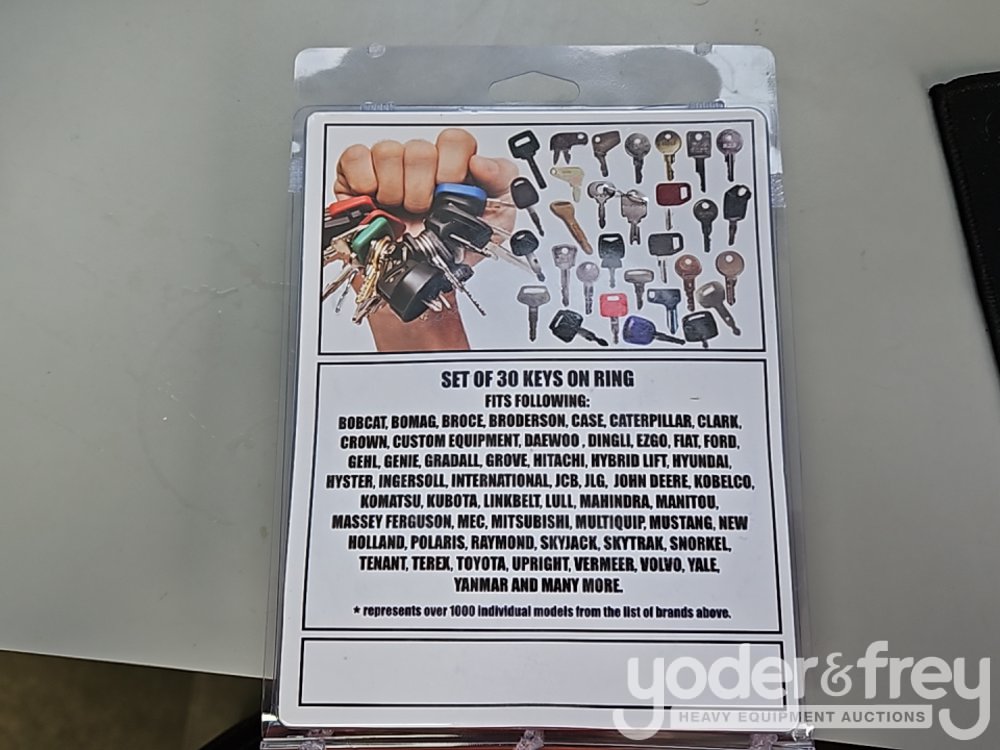 SET OF 30 KEYS ON RING
FITS FOLLOWING:
BOBCAT, BOMAG, BROCE, BRODERSON, CASE, CATERPILLAR, CLARK,
CROWN, CUSTOM EQUIPMENT, DAEWOO , DINGLI, EZGO, FIAT, FORD,
GEHL, GENIE, GRADALL, GROVE, HITACHI, HYBRID LIFT, HYUNDAI,
HYSTER, INGERSOLL, INTERNATIONAL, JCB, JLG, JOHN DEERE, KOBELCO,
KOMATSU, KUBOTA, LINKBELT, LULL, MAHINDRA, MANITOU,
MASSEY FERGUSON, MEC, MITSUBISHI, MULTIQUIP, MUSTANG, NEW
HOLLAND, POLARIS, RAYMOND, SKYJACK, SKYTRAK, SNORKEL,
TENANT, TEREX, TOYOTA, UPRIGHT, VERMEER, VOLVO, YALE,
YANMAR AND MANY MORE.
* represents over 1000 individual models from the list of brands above.
yoder&frey
HEAVY EQUIPMENT AUCTIONS